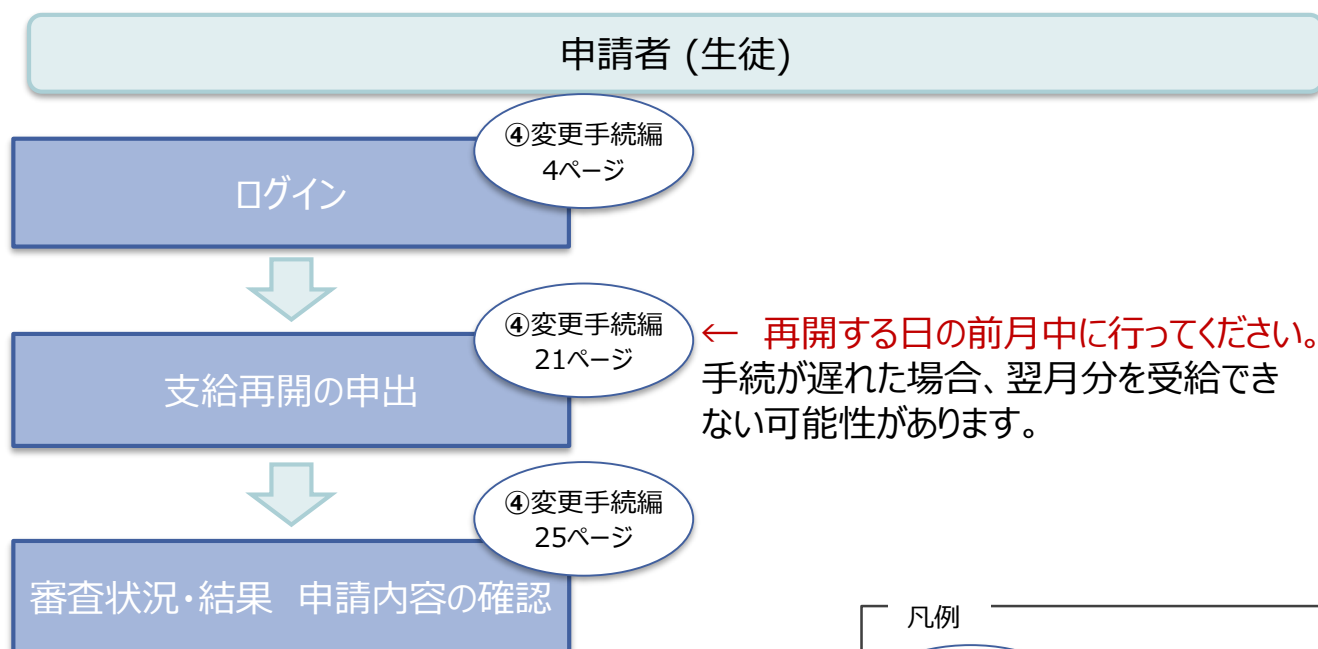 申請者 (生徒)
④変更手続編
4ページ
ログイン
④変更手続編
21ページ
← 再開する日の前月中に行ってください。
手続が遅れた場合、翌月分を受給でき
ない可能性があります。
支給再開の申出
④変更手続編
25ページ
審査状況・結果　申請内容の確認
凡例